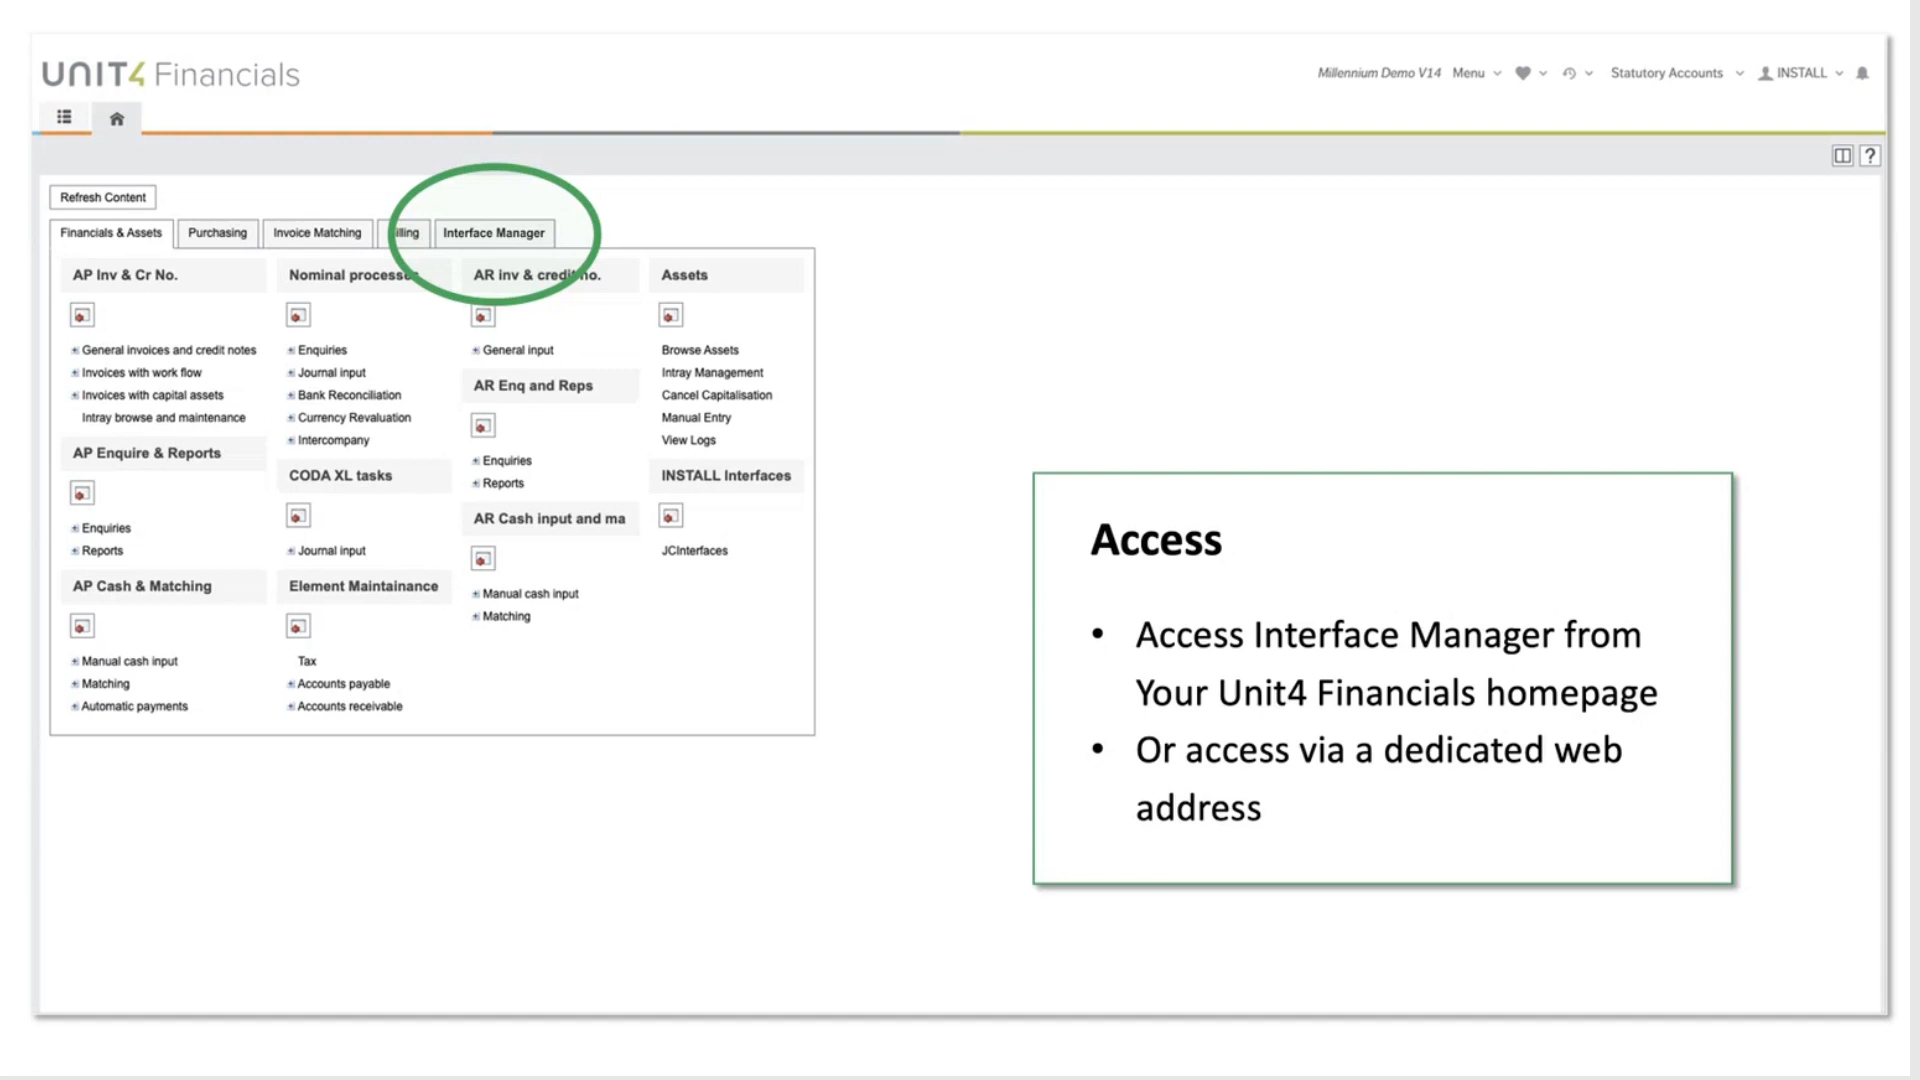 UNIT4 Financials
Millennium Demo V14 Menu Statutory Accounts INSTALL
?
Refresh Content
Financials & Assets Purchasing Invoice Matching Interface Manager
AP Inv & Cr No.
General invoices and credit notes
Invoices with work flow
Invoices with capital assets
Intray browse and maintenance
AP Enquire & Reports
Enquiries
Reports
AP Cash & Matching
Manual cash input
Matching
Automatic payments
Nominal processes
Enquiries
Journal input
Bank Reconciliation
Currency Revaluation
Intercompany
CODA XL tasks
Journal input
Element Maintainance
Tax
Accounts payable
Accounts receivable
AR inv & credit no.
General input
AR Enq and Reps
Enquiries
Reports
AR Cash input and ma
Manual cash input
Matching
Assets
Browse Assets
Intray Management
Cancel Capitalisation
Manual Entry
View Logs
INSTALL Interfaces
JCInterfaces
Access
• Access Interface Manager from
Your Unit4 Financials homepage
• Or access via a dedicated web
address